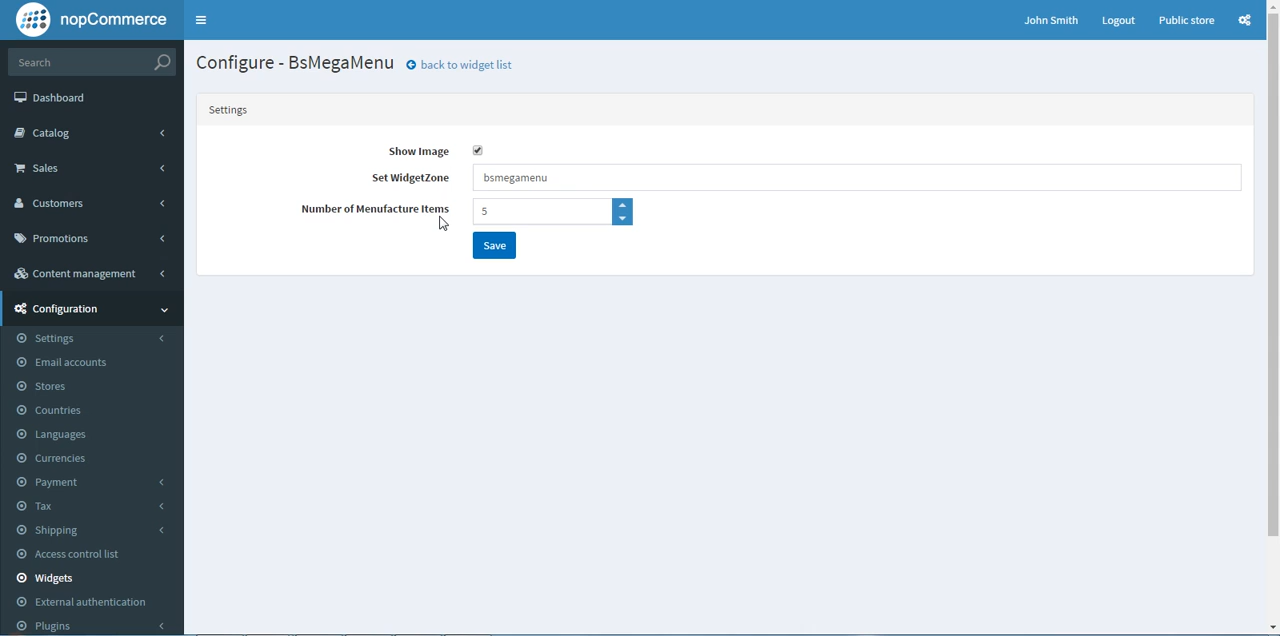 nopCommerce
John Smith
Logout
Public store
Search
Dashboard
Catalog
Sales
Customers
Promotions
Content management
Configuration
Settings
Email accounts
Stores
Countries
Languages
Currencies
Payment
Tax
Shipping
Access control list
Widgets
External authentication
Plugins
Configure - BsMegaMenu back to widget list
Settings
Show Image
Set WidgetZone bsmegamenu
Number of Menufacture Items 5
Save